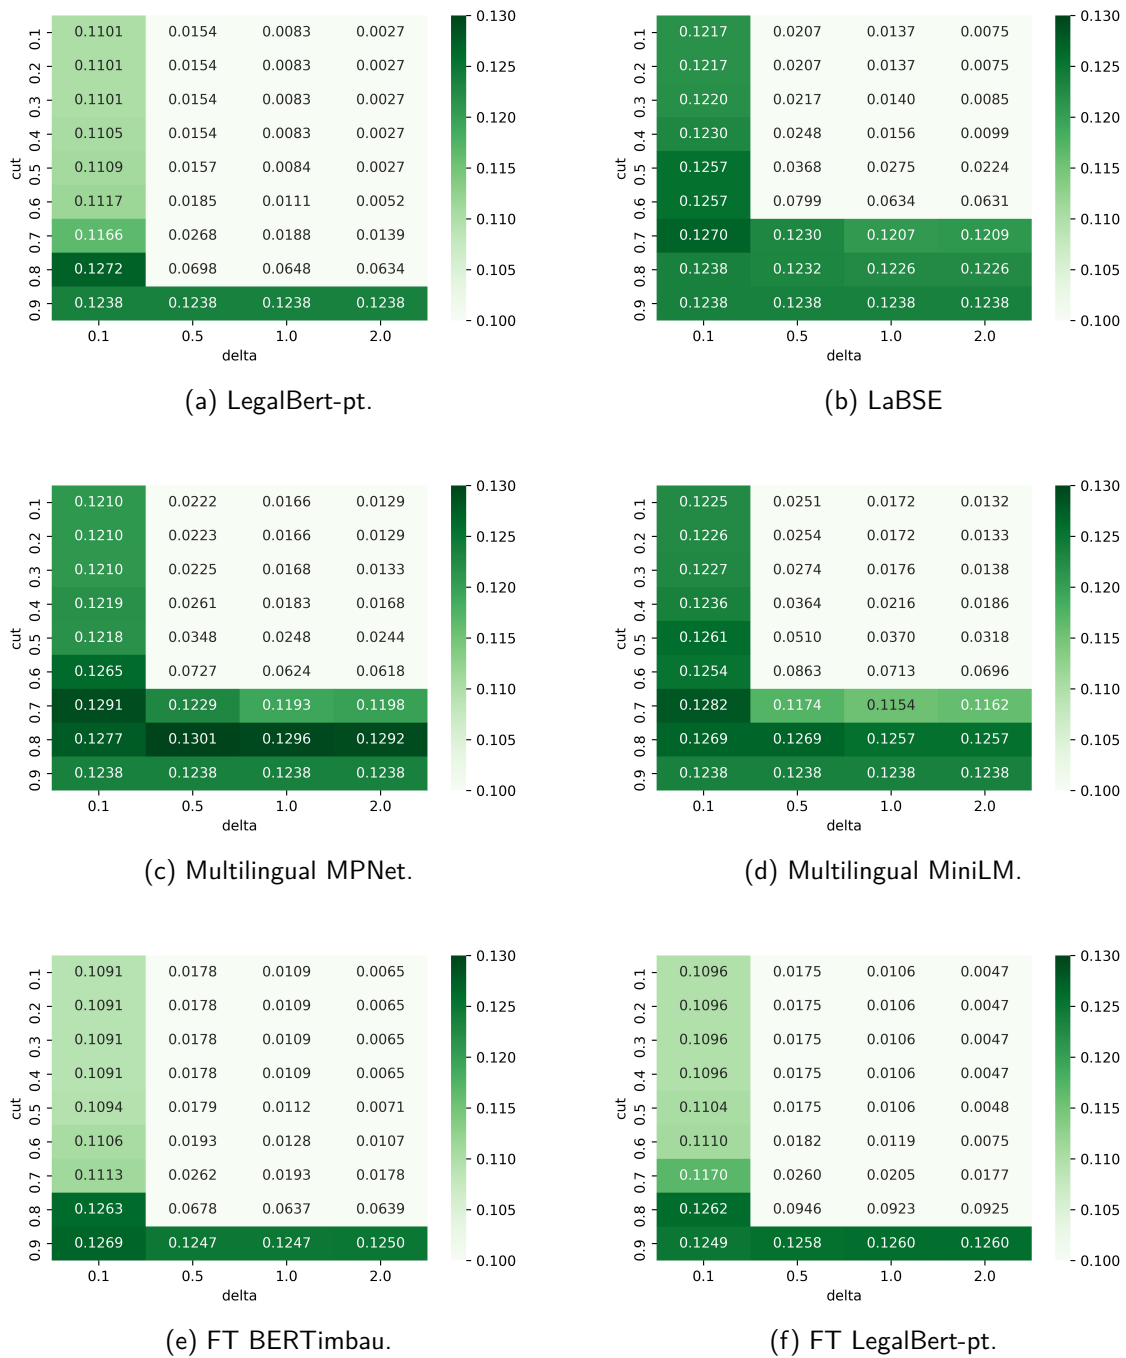 0.1 0.1101 0.0154 0.0083 0.0027
0.2 0.1101 0.0154 0.0083 0.0027
0.3 0.1101 0.0154 0.0083 0.0027
0.4 0.1105 0.0154 0.0083 0.0027
0.5 0.1109 0.0157 0.0084 0.0027
0.6 0.1117 0.0185 0.0111 0.0052
0.7 0.1166 0.0268 0.0188 0.0139
0.8 0.1272 0.0698 0.0648 0.0634
0.9 0.1238 0.1238 0.1238 0.1238
cut
0.1 0.5 1.0 2.0
delta
0.130
0.125
0.120
0.115
0.110
0.105
0.100
(a) LegalBert-pt.
0.1 0.1217 0.0207 0.0137 0.0075
0.2 0.1217 0.0207 0.0137 0.0075
0.3 0.1220 0.0217 0.0140 0.0085
0.4 0.1230 0.0248 0.0156 0.0099
0.5 0.1257 0.0368 0.0275 0.0224
0.6 0.1257 0.0799 0.0634 0.0631
0.7 0.1270 0.1230 0.1207 0.1209
0.8 0.1238 0.1232 0.1226 0.1226
0.9 0.1238 0.1238 0.1238 0.1238
cut
0.1 0.5 1.0 2.0
delta
0.130
0.125
0.120
0.115
0.110
0.105
0.100
(b) LaBSE
0.1 0.1210 0.0222 0.0166 0.0129
0.2 0.1210 0.0223 0.0166 0.0129
0.3 0.1210 0.0225 0.0168 0.0133
0.4 0.1219 0.0261 0.0183 0.0168
0.5 0.1218 0.0348 0.0248 0.0244
0.6 0.1265 0.0727 0.0624 0.0618
0.7 0.1291 0.1229 0.1193 0.1198
0.8 0.1277 0.1301 0.1296 0.1292
0.9 0.1238 0.1238 0.1238 0.1238
cut
0.1 0.5 1.0 2.0
delta
0.130
0.125
0.120
0.115
0.110
0.105
0.100
(c) Multilingual MPNet.
0.1 0.1225 0.0251 0.0172 0.0132
0.2 0.1226 0.0254 0.0172 0.0133
0.3 0.1227 0.0274 0.0176 0.0138
0.4 0.1236 0.0364 0.0216 0.0186
0.5 0.1261 0.0510 0.0370 0.0318
0.6 0.1254 0.0863 0.0713 0.0696
0.7 0.1282 0.1174 0.1154 0.1162
0.8 0.1269 0.1269 0.1257 0.1257
0.9 0.1238 0.1238 0.1238 0.1238
cut
0.1 0.5 1.0 2.0
delta
0.130
0.125
0.120
0.115
0.110
0.105
0.100
(d) Multilingual MiniLM.
0.1 0.1091 0.0178 0.0109 0.0065
0.2 0.1091 0.0178 0.0109 0.0065
0.3 0.1091 0.0178 0.0109 0.0065
0.4 0.1091 0.0178 0.0109 0.0065
0.5 0.1094 0.0179 0.0112 0.0071
0.6 0.1106 0.0193 0.0128 0.0107
0.7 0.1113 0.0262 0.0193 0.0178
0.8 0.1263 0.0678 0.0637 0.0639
0.9 0.1269 0.1247 0.1247 0.1250
cut
0.1 0.5 1.0 2.0
delta
0.130
0.125
0.120
0.115
0.110
0.105
0.100
(e) FT BERTimbau.
0.1 0.1096 0.0175 0.0106 0.0047
0.2 0.1096 0.0175 0.0106 0.0047
0.3 0.1096 0.0175 0.0106 0.0047
0.4 0.1096 0.0175 0.0106 0.0047
0.5 0.1104 0.0175 0.0106 0.0048
0.6 0.1110 0.0182 0.0119 0.0075
0.7 0.1170 0.0260 0.0205 0.0177
0.8 0.1262 0.0946 0.0923 0.0925
0.9 0.1249 0.1258 0.1260 0.1260
cut
0.1 0.5 1.0 2.0
delta
0.130
0.125
0.120
0.115
0.110
0.105
0.100
(f) FT LegalBert-pt.